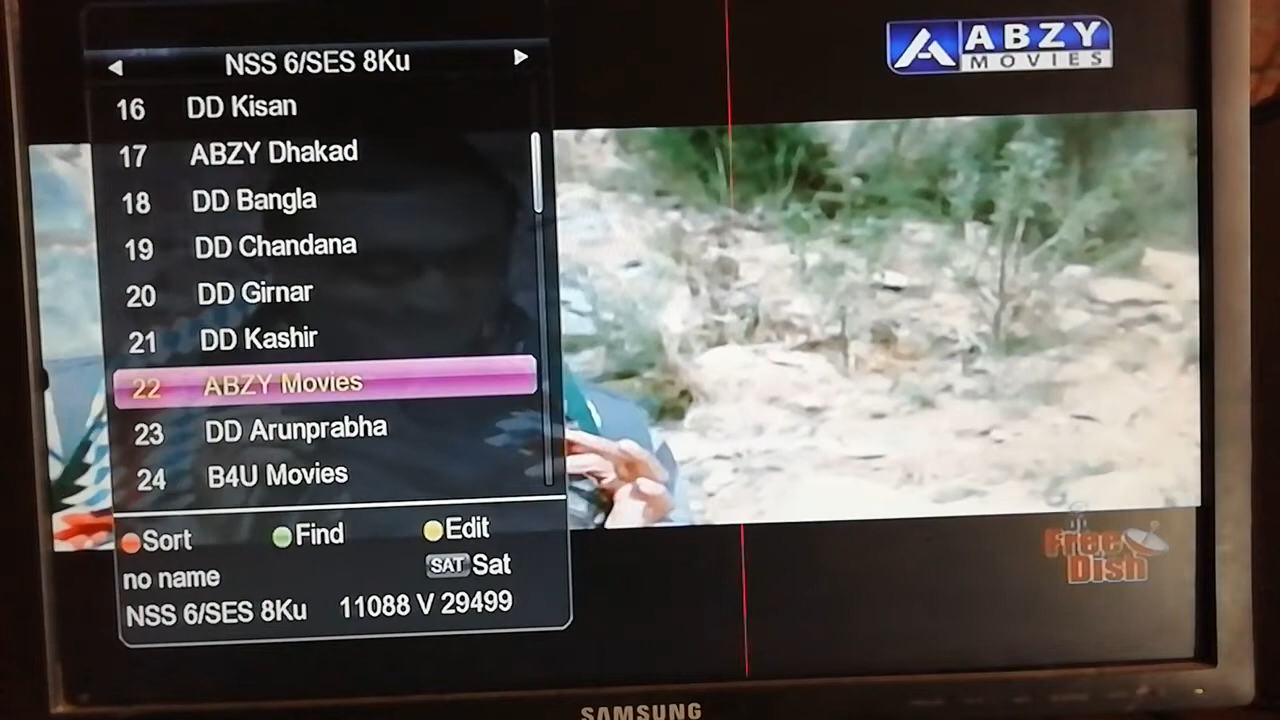 NSS 6/SES 8Ku
16 DD Kisan
17 ABZY Dhakad
18 DD Bangla
19 DD Chandana
20 DD Girnar
21 DD Kashir
22 ABZY Movies
23 DD Arunprabha
24 B4U Movies
Sort Find Edit
no name SAT Sat
NSS 6/SES 8Ku 11088 V 29499
ABZY
MOVIES
Free
Dish
SAMSUNG